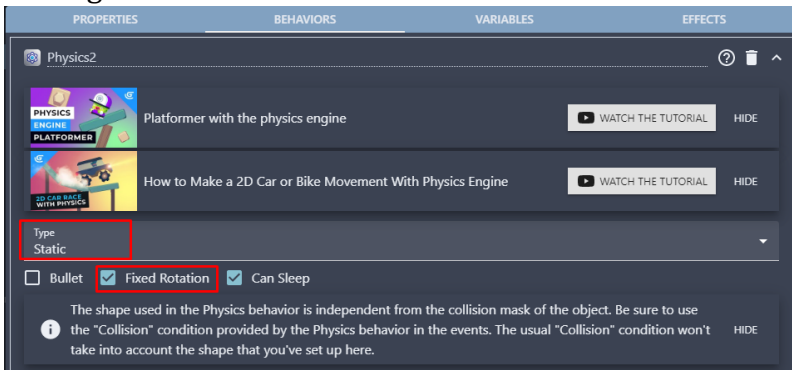 PROPERTIES BEHAVIORS VARIABLES EFFECTS
Physics2
PHYSICS
ENGINE
PLATFORMER
Platformer with the physics engine WATCH THE TUTORIAL HIDE
2D CAR RACE
WITH PHYSICS
How to Make a 2D Car or Bike Movement With Physics Engine WATCH THE TUTORIAL HIDE
Type
Static
Bullet Fixed Rotation Can Sleep
The shape used in the Physics behavior is independent from the collision mask of the object. Be sure to use
the "Collision" condition provided by the Physics behavior in the events. The usual "Collision" condition won't HIDE
take into account the shape that you've set up here.